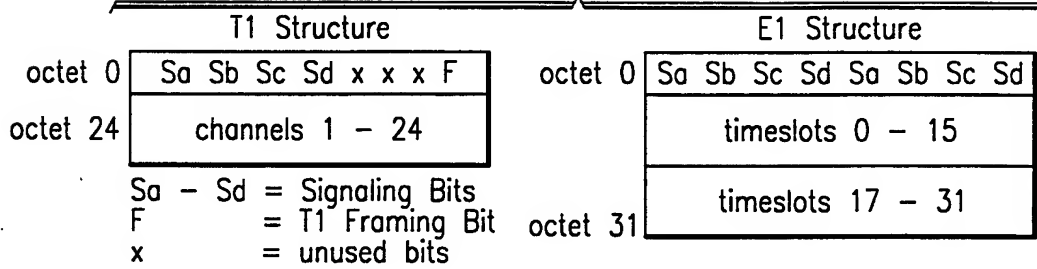 T1 Structure
octet 0 Sa Sb Sc Sd x x x F
octet 24 channels 1 - 24
Sa - Sd = Signaling Bits
F = T1 Framing Bit
x = unused bits
E1 Structure
octet 0 Sa Sb Sc Sd Sa Sb Sc Sd
timeslots 0 - 15
timeslots 17 - 31
octet 31